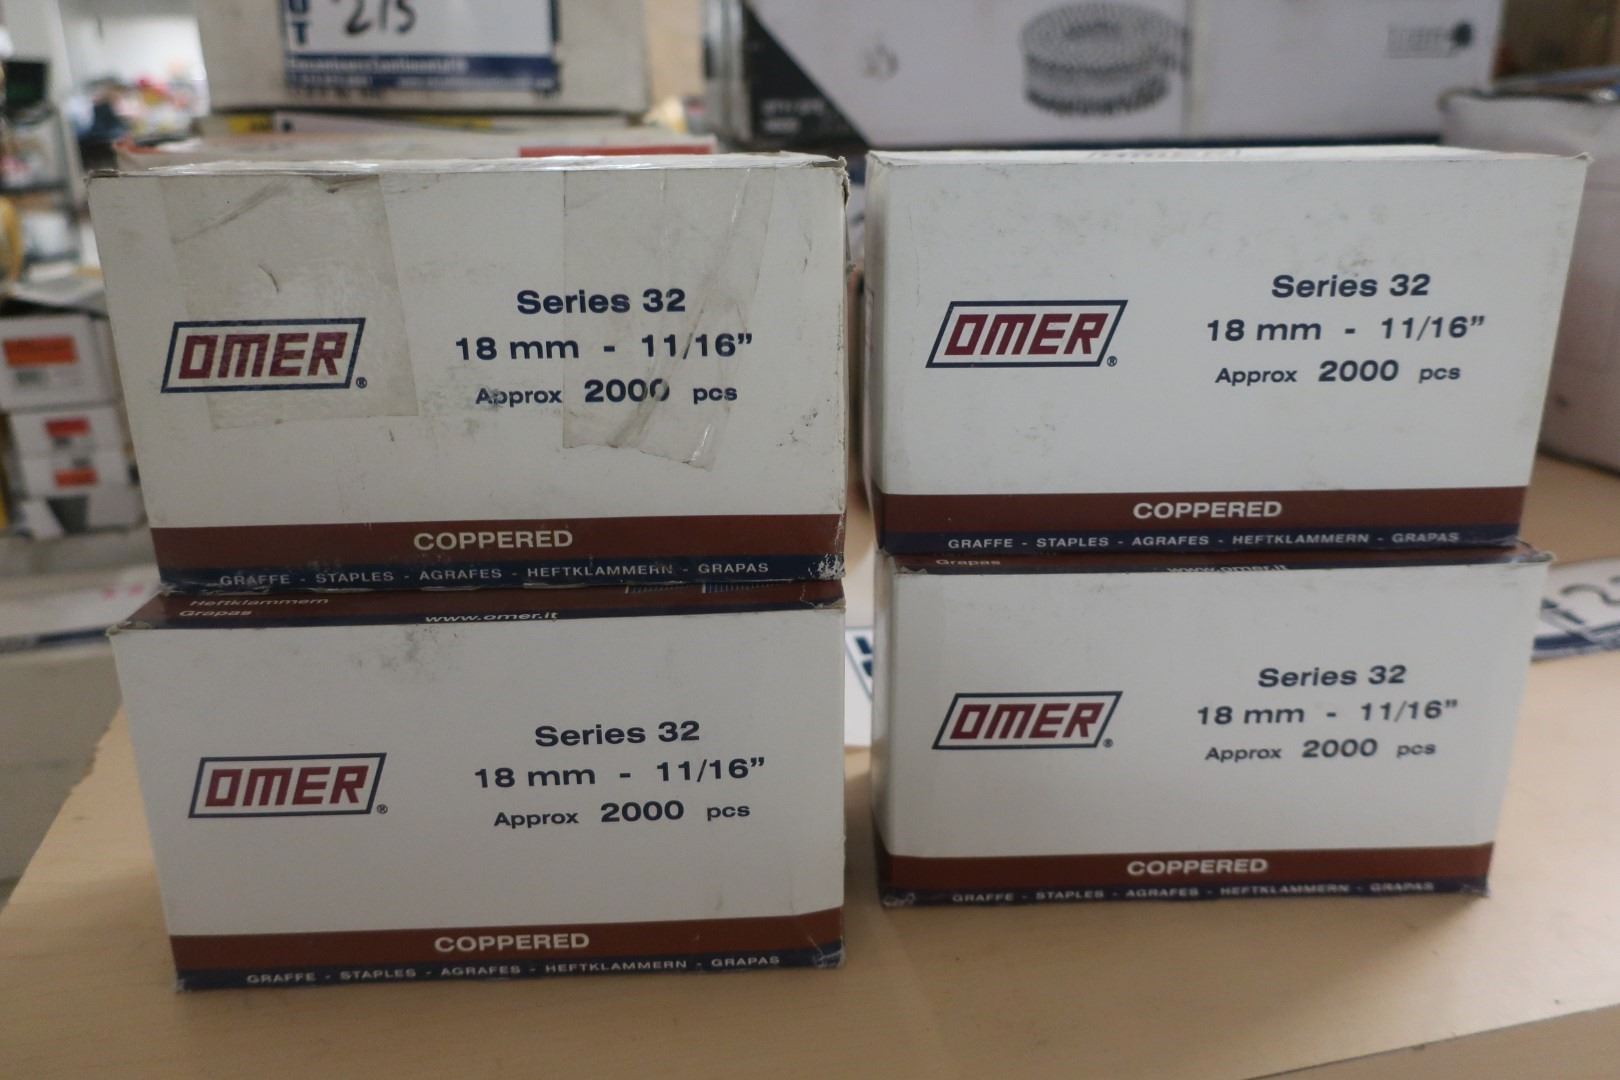 UT
275
OMER®
Series 32
18 mm - 11/16”
Approx 2000 pcs
COPPERED
GRAFFE - STAPLES - AGRAFES - HEFTKLAMMERN - GRAPAS
OMER®
Series 32
18 mm - 11/16”
Approx 2000 pcs
COPPERED
GRAFFE - STAPLES - AGRAFES - HEFTKLAMMERN - GRAPAS
Heftklammern
Grapas
www.omer.it
OMER®
Series 32
18 mm - 11/16”
Approx 2000 pcs
COPPERED
GRAFFE - STAPLES - AGRAFES - HEFTKLAMMERN - GRAPAS
Grapas
www.omer.it
OMER®
Series 32
18 mm - 11/16”
Approx 2000 pcs
COPPERED
GRAFFE - STAPLES - AGRAFES - HEFTKLAMMERN - GRAPAS